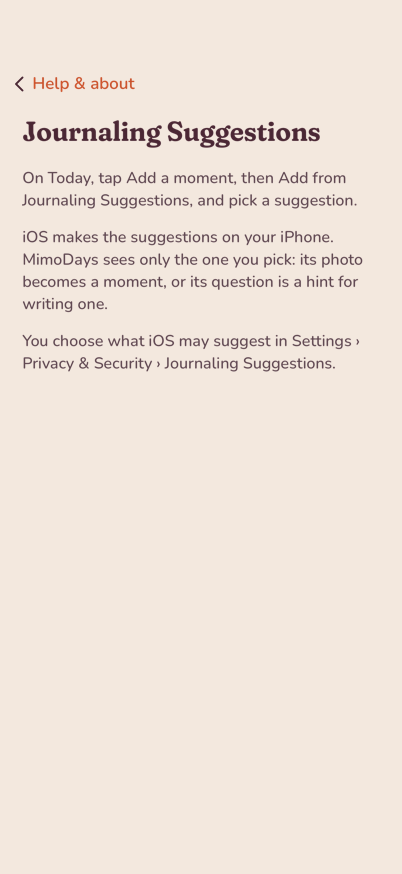 Help & about
Journaling Suggestions
On Today, tap Add a moment, then Add from
Journaling Suggestions, and pick a suggestion.
iOS makes the suggestions on your iPhone.
MimoDays sees only the one you pick: its photo
becomes a moment, or its question is a hint for
writing one.
You choose what iOS may suggest in Settings ›
Privacy & Security › Journaling Suggestions.